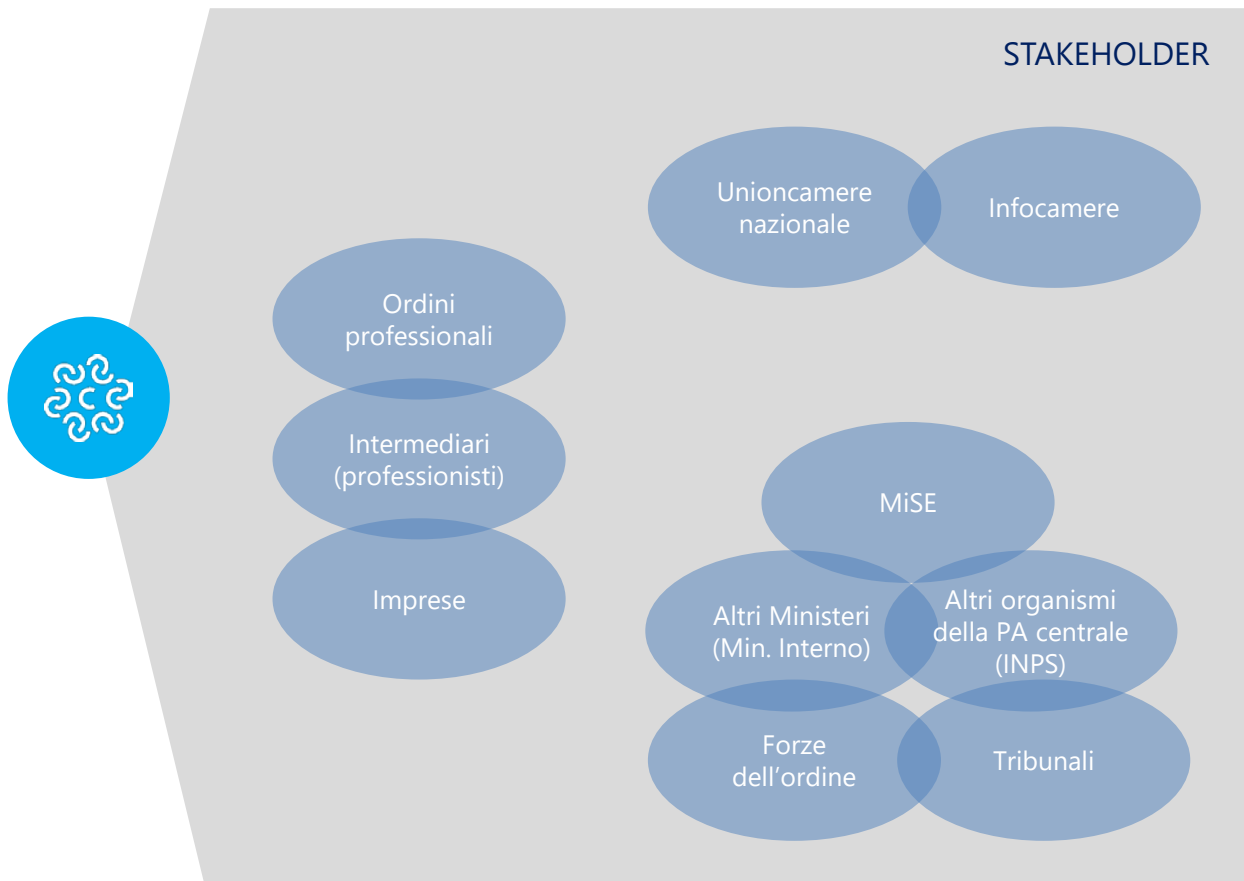 STAKEHOLDER
Unioncamere
nazionale
Infocamere
Ordini
professionali
Intermediari
(professionisti)
Imprese
MiSE
Altri Ministeri
(Min. Interno)
Altri organismi
della PA centrale
(INPS)
Forze
dell’ordine
Tribunali